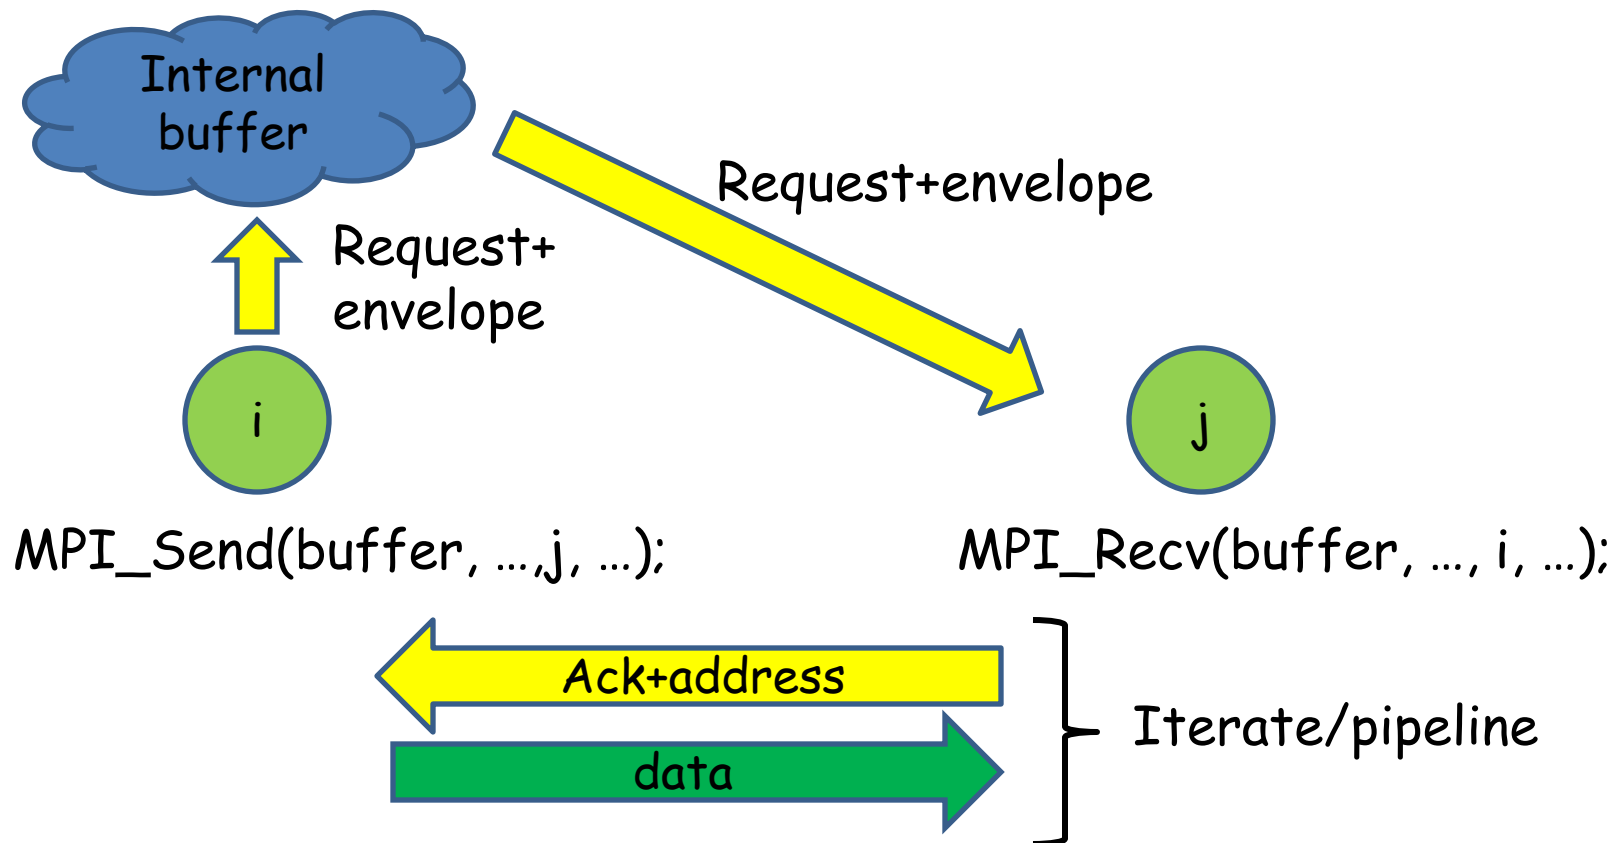 Internal
buffer
Request+envelope
Request+
envelope
i
j
MPI_Send(buffer, …,j, …);
MPI_Recv(buffer, …, i, …);
Ack+address
Iterate/pipeline
data